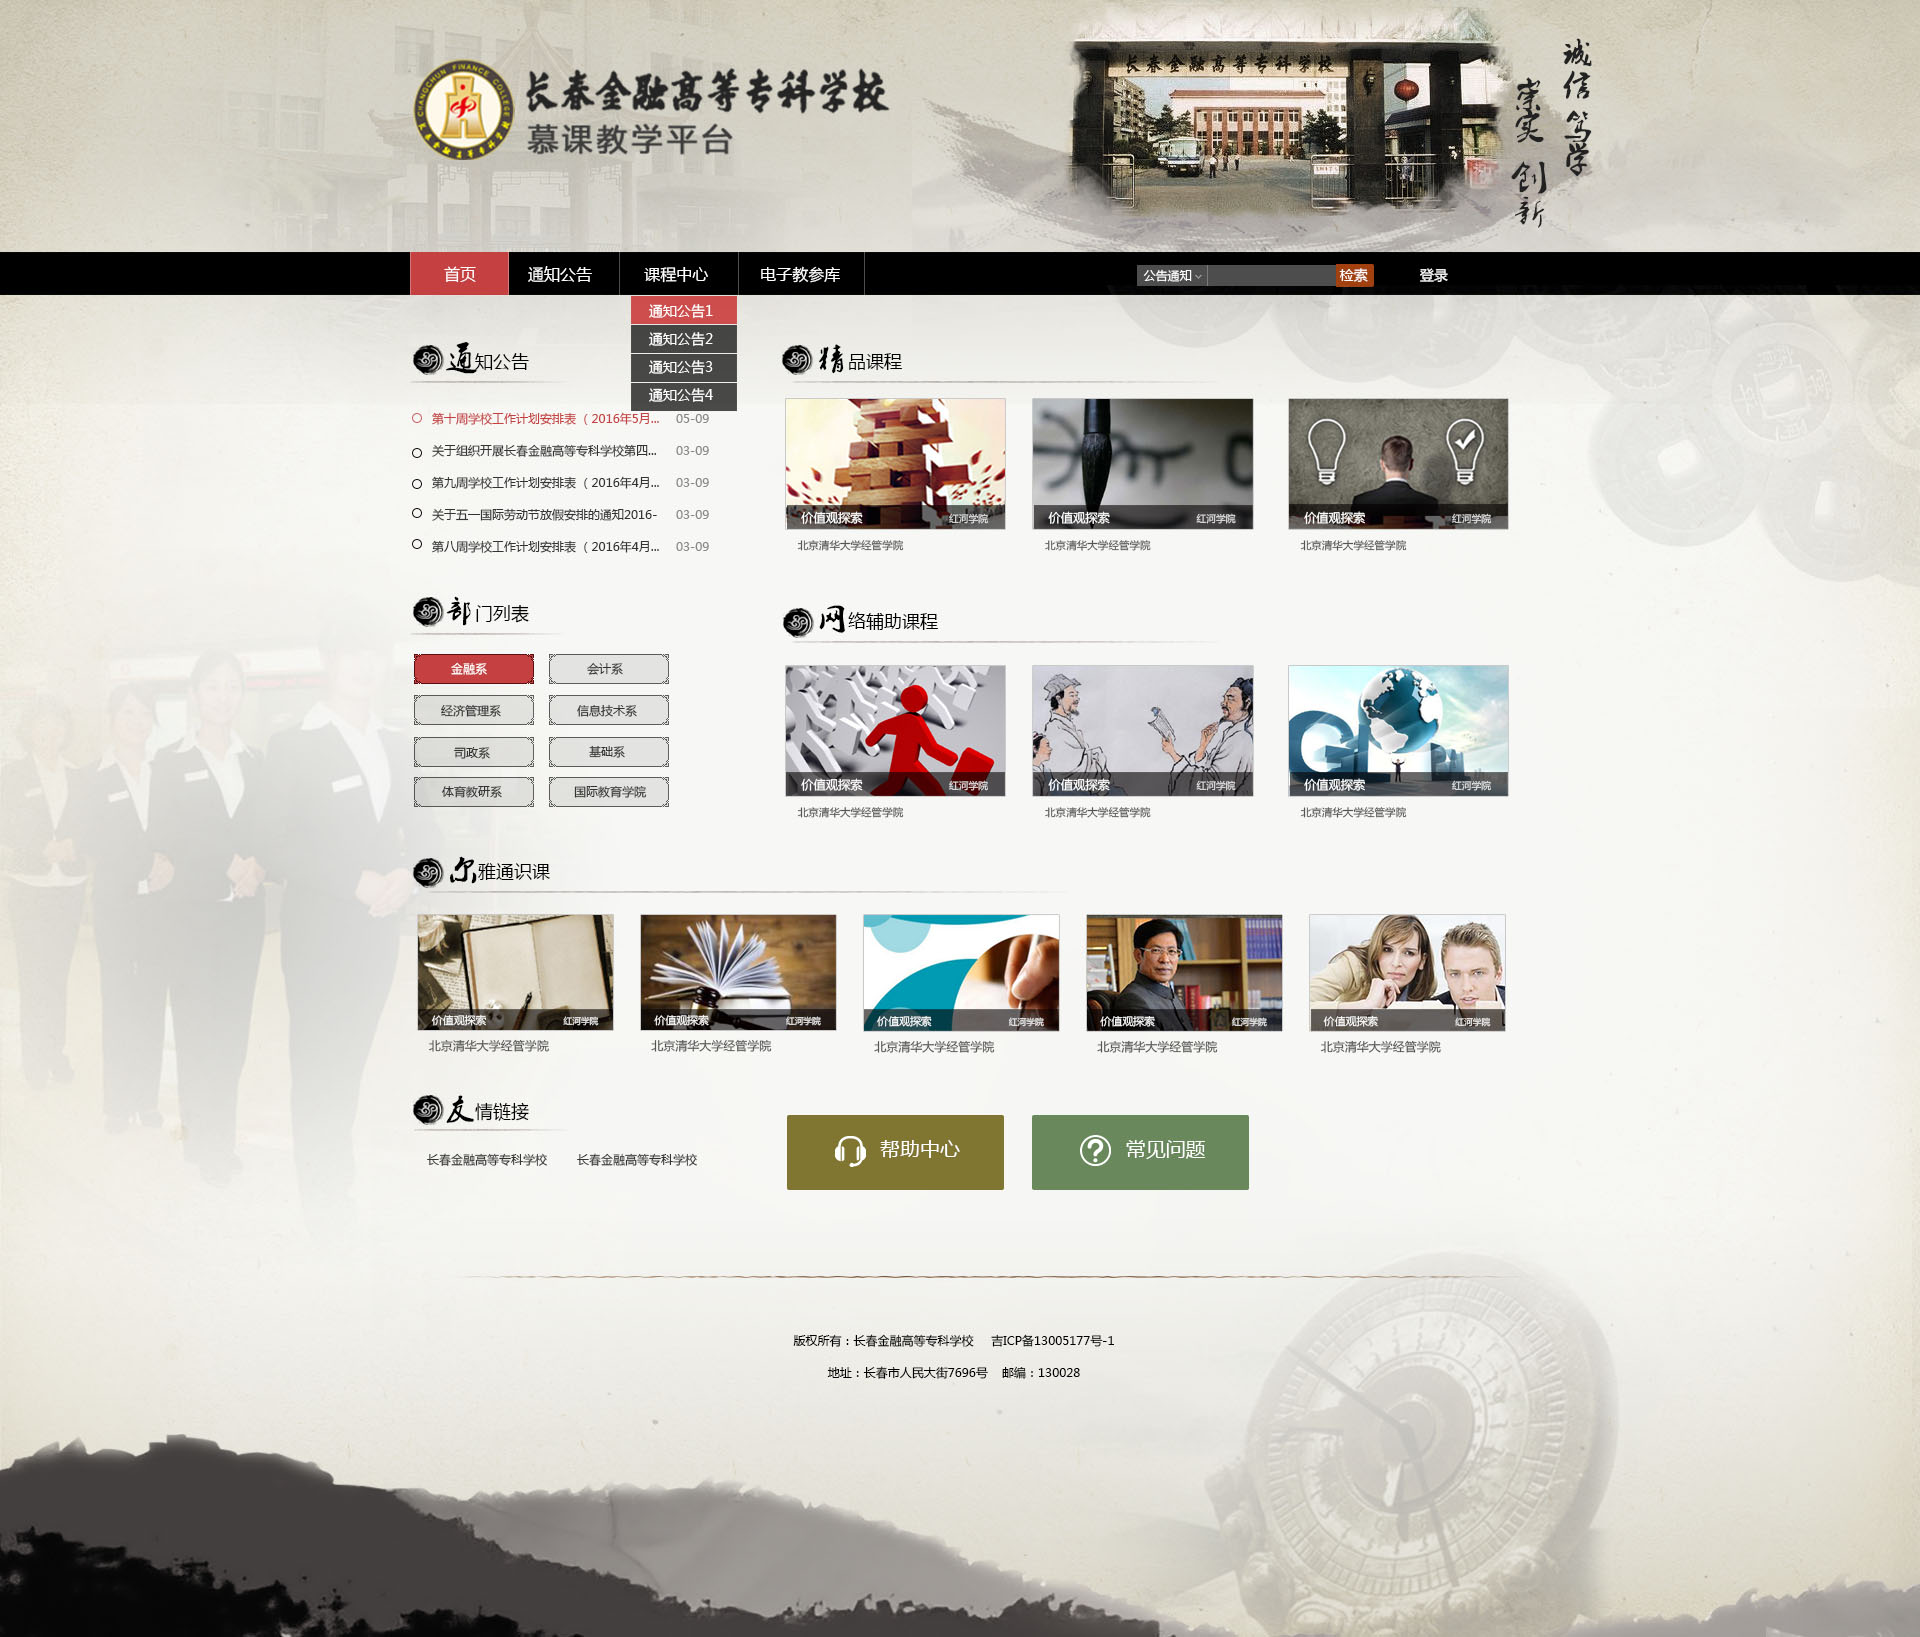 长春金融高等专科学校
慕课教学平台
CHANGCHUN FINANCE COLLEGE
长春金融高等专科学校
长春金融高等专科学校
诚信 笃学
崇实 创新
首页 通知公告 课程中心 电子教参库 公告通知 检索 登录
通知公告1
通知公告2
通知公告3
通知公告4
通知公告
第十周学校工作计划安排表（2016年5月... 05-09
关于组织开展长春金融高等专科学校第四... 03-09
第九周学校工作计划安排表（2016年4月... 03-09
关于五一国际劳动节放假安排的通知2016- 03-09
第八周学校工作计划安排表（2016年4月... 03-09
精品课程
价值观探索 红河学院
北京清华大学经管学院
价值观探索 红河学院
北京清华大学经管学院
价值观探索 红河学院
北京清华大学经管学院
部门列表
金融系 会计系
经济管理系 信息技术系
司政系 基础系
体育教研系 国际教育学院
网络辅助课程
价值观探索 红河学院
北京清华大学经管学院
价值观探索 红河学院
北京清华大学经管学院
价值观探索 红河学院
北京清华大学经管学院
尔雅通识课
价值观探索 红河学院
北京清华大学经管学院
价值观探索 红河学院
北京清华大学经管学院
价值观探索 红河学院
北京清华大学经管学院
价值观探索 红河学院
北京清华大学经管学院
价值观探索 红河学院
北京清华大学经管学院
友情链接
长春金融高等专科学校 长春金融高等专科学校
帮助中心
常见问题
版权所有：长春金融高等专科学校 吉ICP备13005177号-1
地址：长春市人民大街7696号 邮编：130028